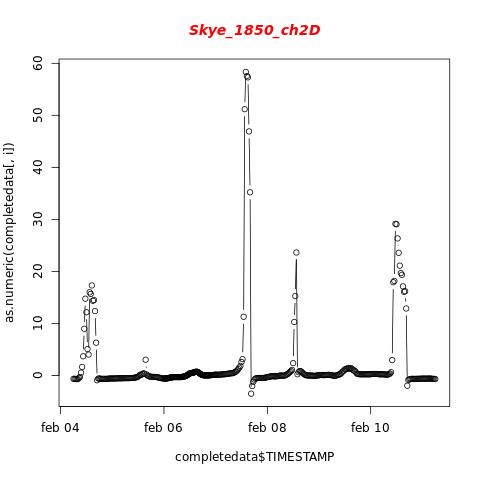 Skye_1850_ch2D
as.numeric(completedata[, i])
60
50
40
30
20
10
0
feb 04 feb 06 feb 08 feb 10
completedata$TIMESTAMP